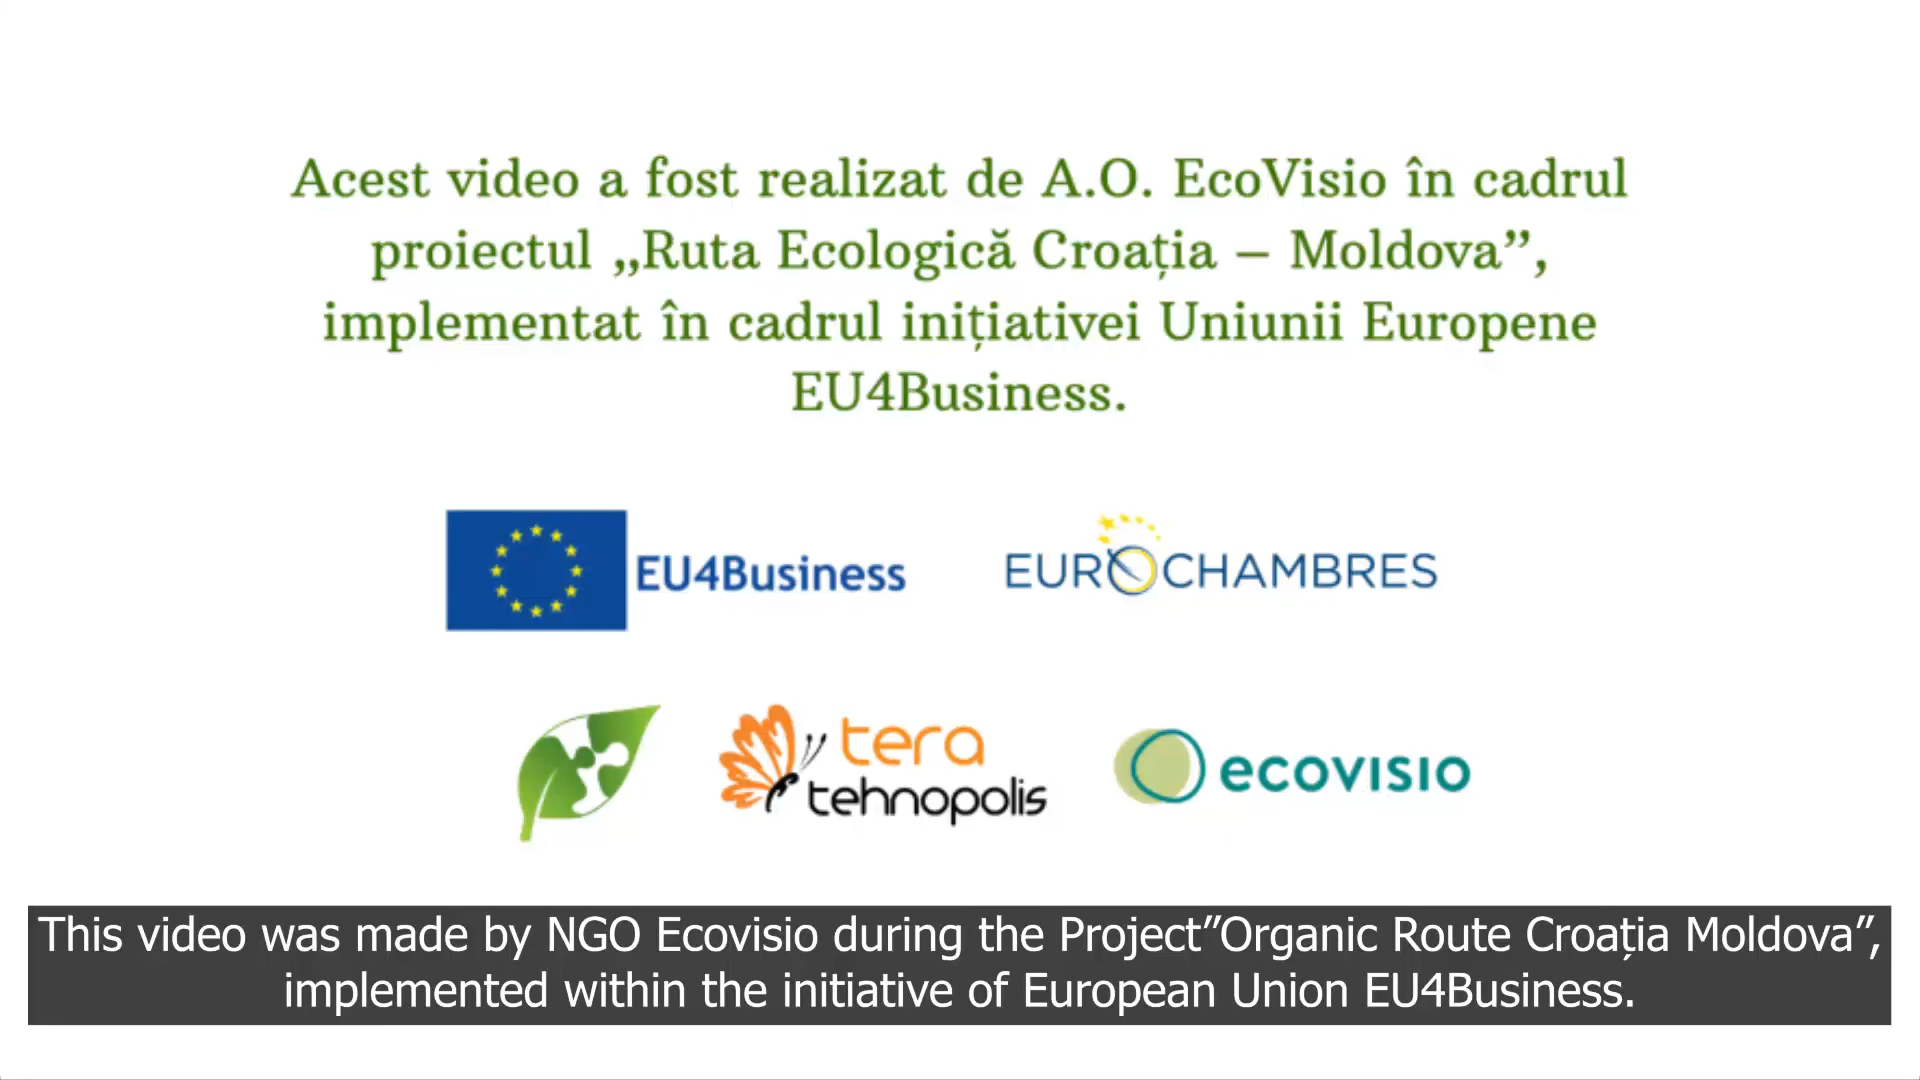 Acest video a fost realizat de A.O. EcoVisio în cadrul
proiectul „Ruta Ecologică Croația – Moldova”,
implementat în cadrul inițiativei Uniunii Europene
EU4Business.
EU4Business
EUROCHAMBRES
tera
tehnopolis
ecovisio
This video was made by NGO Ecovisio during the Project”Organic Route Croația Moldova”,
implemented within the initiative of European Union EU4Business.